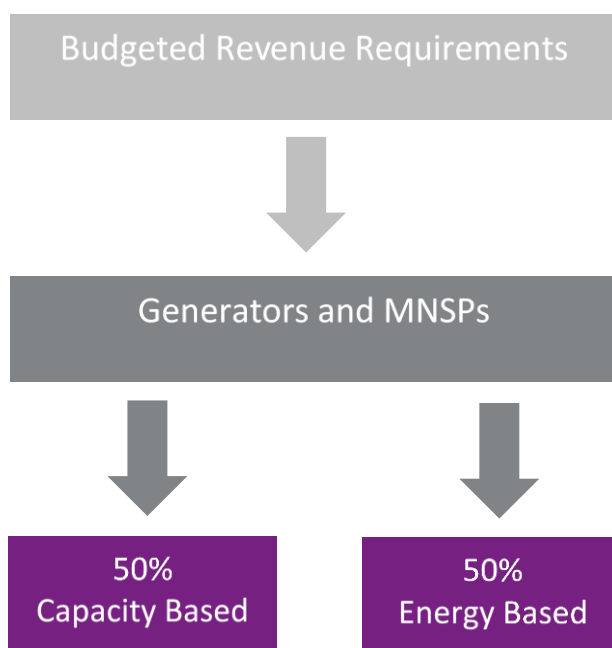 Budgeted Revenue Requirements
Generators and MNSPs
50%
Capacity Based
50%
Energy Based